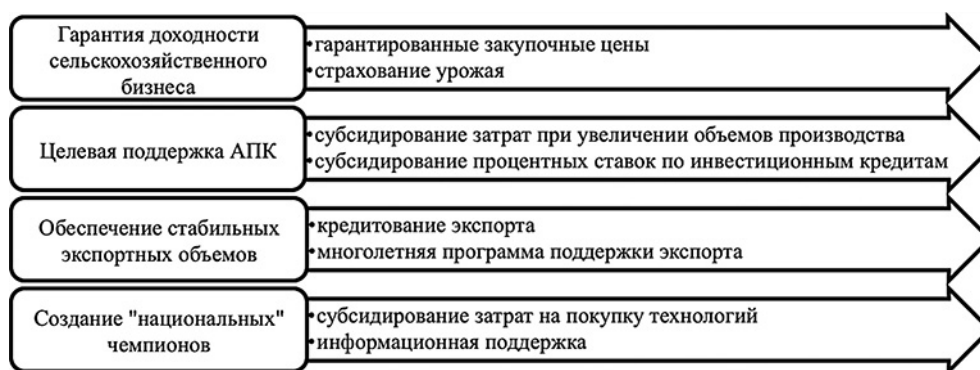 Гарантия доходности
сельскохозяйственного
бизнеса
•гарантированные закупочные цены
•страхование урожая
Целевая поддержка АПК
•субсидирование затрат при увеличении объемов производства
•субсидирование процентных ставок по инвестиционным кредитам
Обеспечение стабильных
экспортных объемов
•кредитование экспорта
•многолетняя программа поддержки экспорта
Создание "национальных"
чемпионов
•субсидирование затрат на покупку технологий
•информационная поддержка